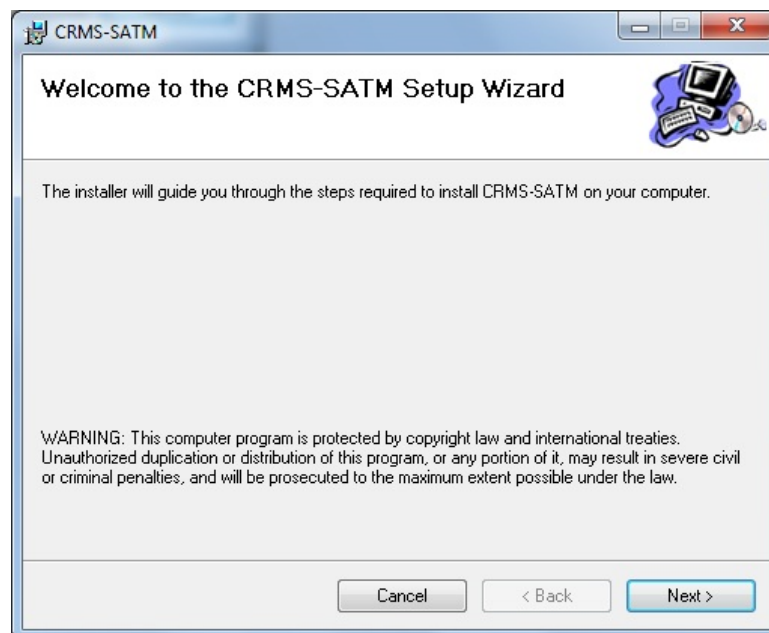 CRMS-SATM
Welcome to the CRMS-SATM Setup Wizard
The installer will guide you through the steps required to install CRMS-SATM on your computer.
WARNING: This computer program is protected by copyright law and international treaties.
Unauthorized duplication or distribution of this program, or any portion of it, may result in severe civil
or criminal penalties, and will be prosecuted to the maximum extent possible under the law.
Cancel
< Back
Next >